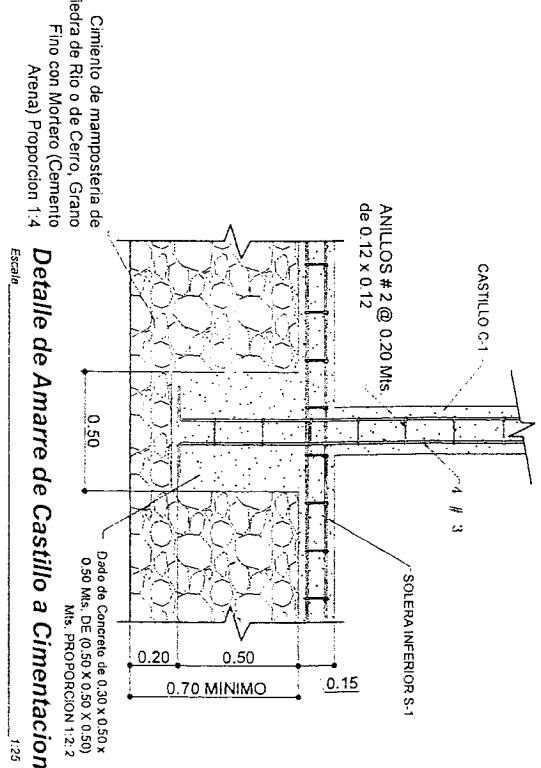 CASTILLO C-1
ANILLOS # 2 @ 0.20 Mts
de 0.12 x 0.12
4 # 3
SOLERA INFERIOR S-1
0.15
0.50
0.20
0.70 MINIMO
0.50
Dado de Concreto de 0.30 x 0.50 x
0.50 Mts. DE (0.50 X 0.50 X 0.50)
Mts. PROPORCION 1:2:2
Cimiento de mamposteria de
iedra de Rio o de Cerro, Grano
Fino con Mortero (Cemento
Arena) Proporcion 1:4
Detalle de Amarre de Castillo a Cimentacion
Escala 1:25